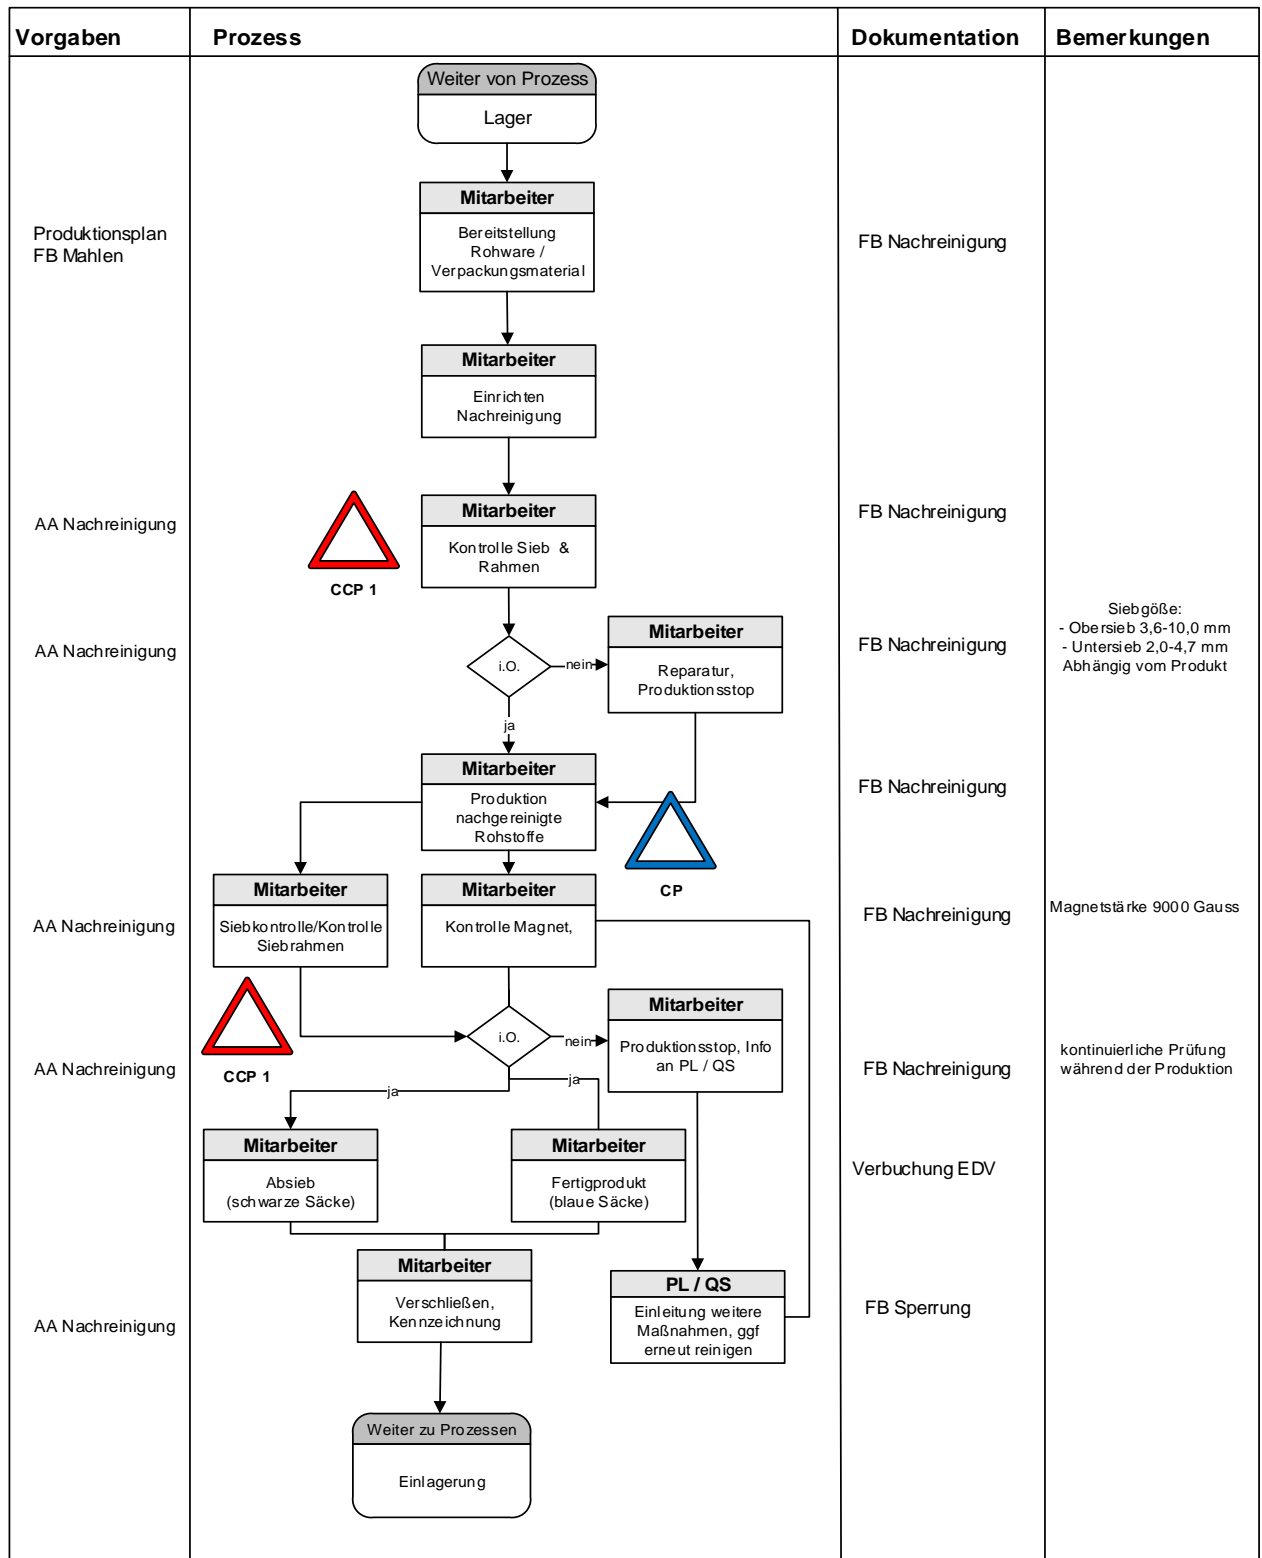 Vorgaben
Prozess
Dokumentation
Bemerkungen
Weiter von Prozess
Lager
Mitarbeiter
Produktionsplan
FB Mahlen
Bereitstellung
Rohware /
Verpackungsmaterial
FB Nachreinigung
Mitarbeiter
Einrichten
Nachreinigung
AA Nachreinigung
CCP 1
Mitarbeiter
Kontrolle Sieb &
Rahmen
FB Nachreinigung
AA Nachreinigung
i.O.
nein
ja
Mitarbeiter
Reparatur,
Produktionsstop
FB Nachreinigung
Siebgöße:
- Obersieb 3,6-10,0 mm
- Untersieb 2,0-4,7 mm
Abhängig vom Produkt
Mitarbeiter
Produktion
nachgereinigte
Rohstoffe
CP
FB Nachreinigung
AA Nachreinigung
Mitarbeiter
Siebkontrolle/Kontrolle
Siebrahmen
Mitarbeiter
Kontrolle Magnet,
FB Nachreinigung
Magnetstärke 9000 Gauss
AA Nachreinigung
CCP 1
i.O.
nein
ja
ja
Mitarbeiter
Produktionsstop, Info
an PL / QS
FB Nachreinigung
kontinuierliche Prüfung
während der Produktion
Mitarbeiter
Absieb
(schwarze Säcke)
Mitarbeiter
Fertigprodukt
(blaue Säcke)
Verbuchung EDV
AA Nachreinigung
Mitarbeiter
Verschließen,
Kennzeichnung
PL / QS
Einleitung weitere
Maßnahmen, ggf
erneut reinigen
FB Sperrung
Weiter zu Prozessen
Einlagerung